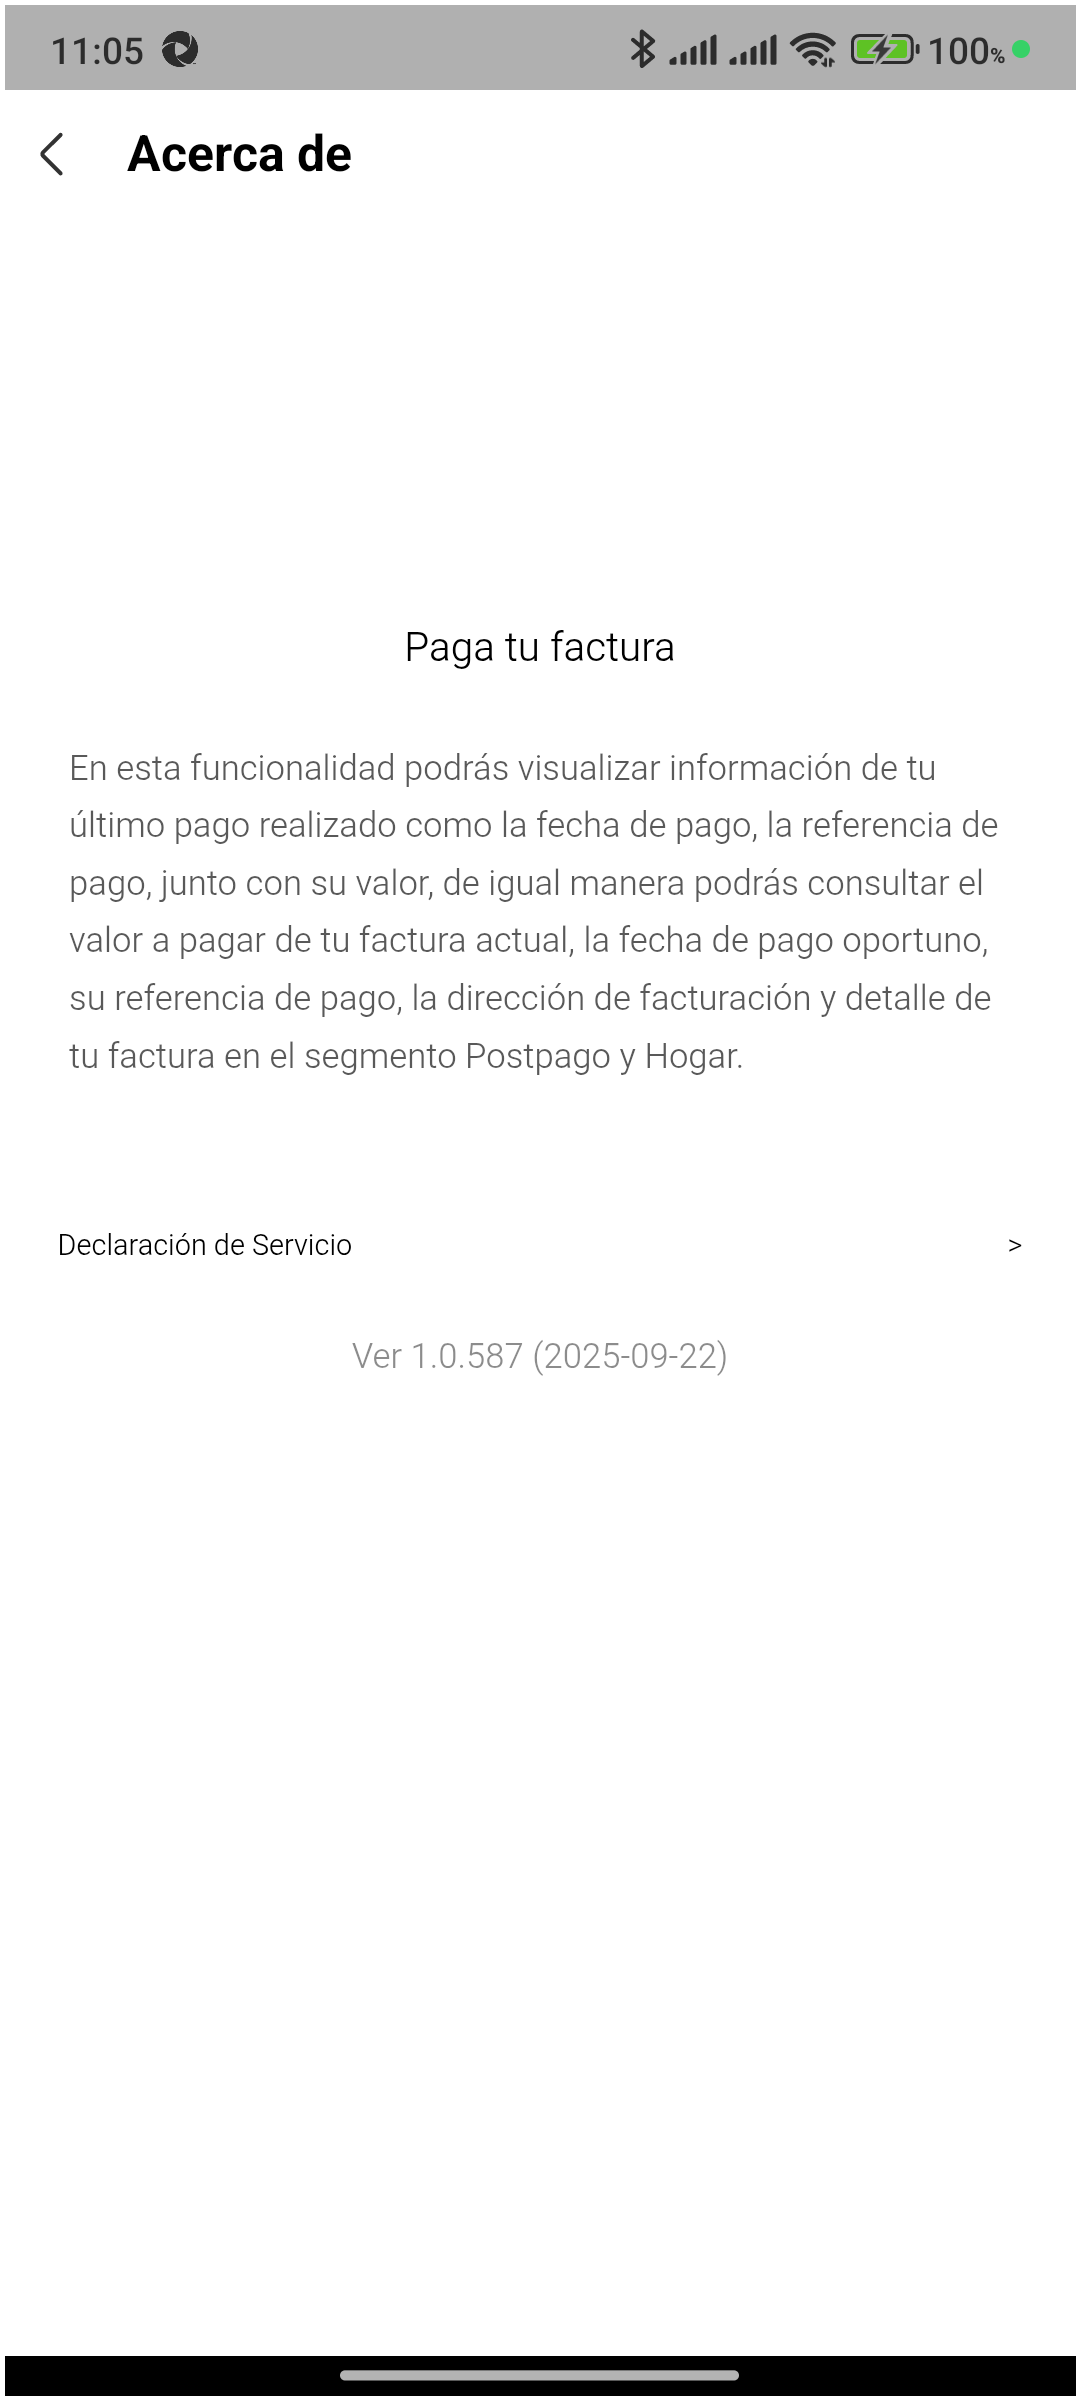 11:05
100%
Acerca de
Paga tu factura
En esta funcionalidad podrás visualizar información de tu
último pago realizado como la fecha de pago, la referencia de
pago, junto con su valor, de igual manera podrás consultar el
valor a pagar de tu factura actual, la fecha de pago oportuno,
su referencia de pago, la dirección de facturación y detalle de
tu factura en el segmento Postpago y Hogar.
Declaración de Servicio >
Ver 1.0.587 (2025-09-22)